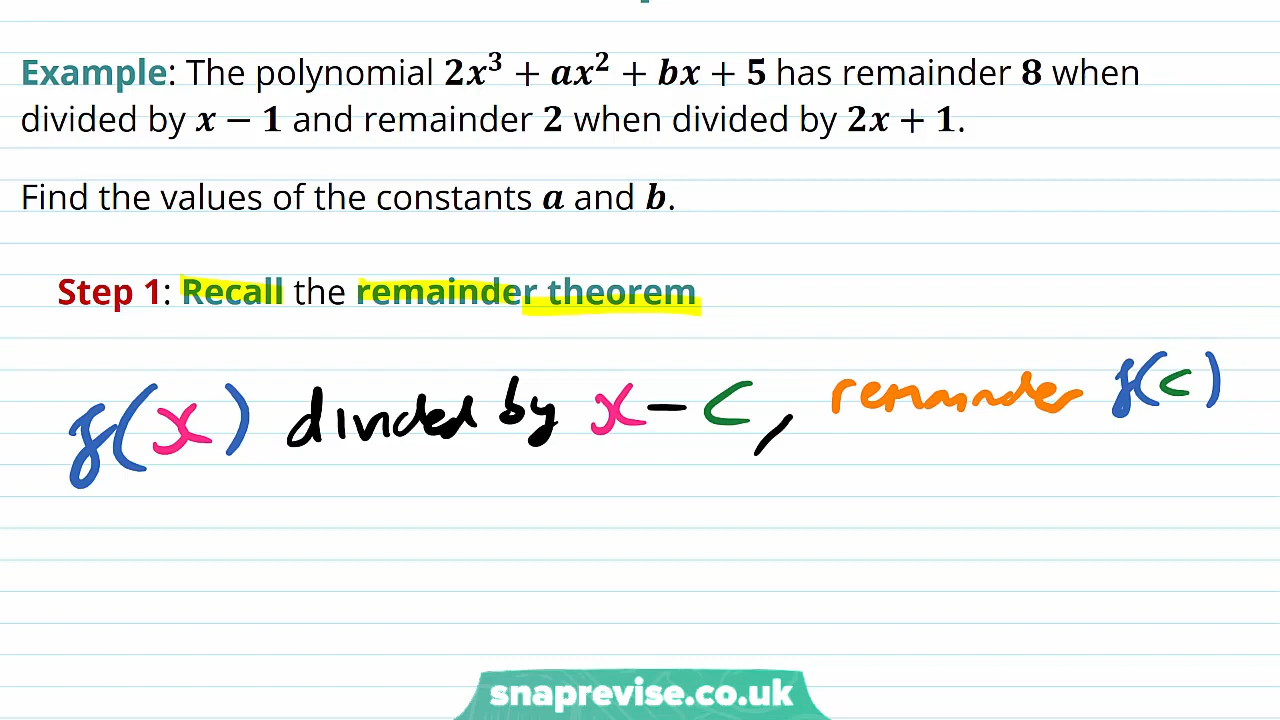 Example: The polynomial 2x³ + ax² + bx + 5 has remainder 8 when
divided by x − 1 and remainder 2 when divided by 2x + 1.
Find the values of the constants a and b.
Step 1: Recall the remainder theorem
f(x) divided by x − c, remainder f(c)
snaprevise.co.uk